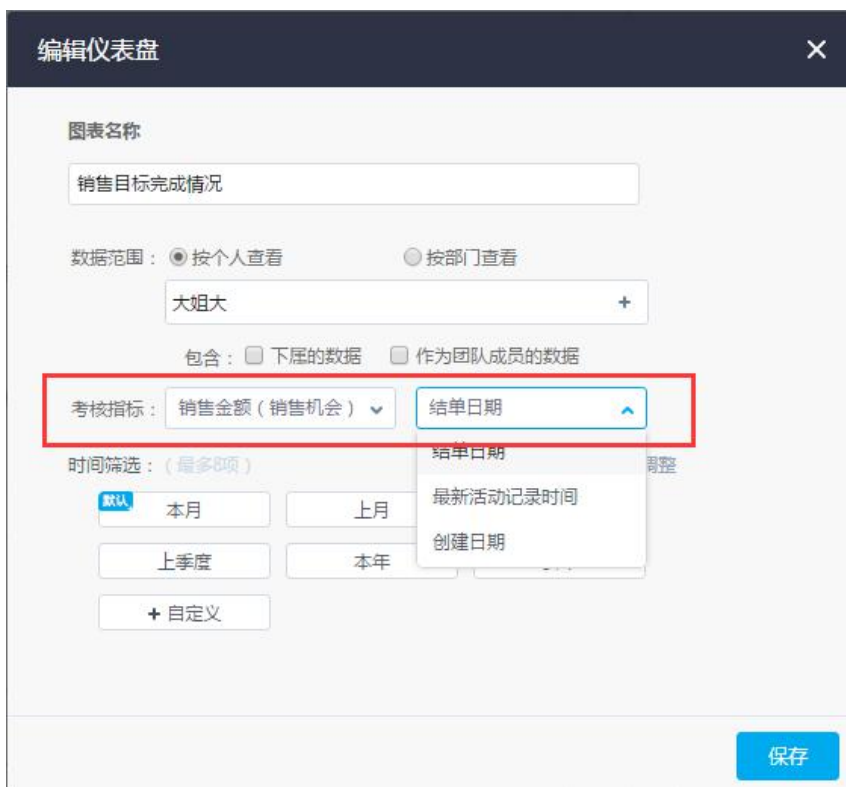 编辑仪表盘
图表名称
销售目标完成情况
数据范围： 按个人查看 按部门查看
大姐大 +
包含： 下属的数据 作为团队成员的数据
考核指标： 销售金额（销售机会） 结单日期
结单日期
时间筛选：（最多8项） 调整
最新活动记录时间
默认 本月 上月
创建日期
上季度 本年
+ 自定义
保存